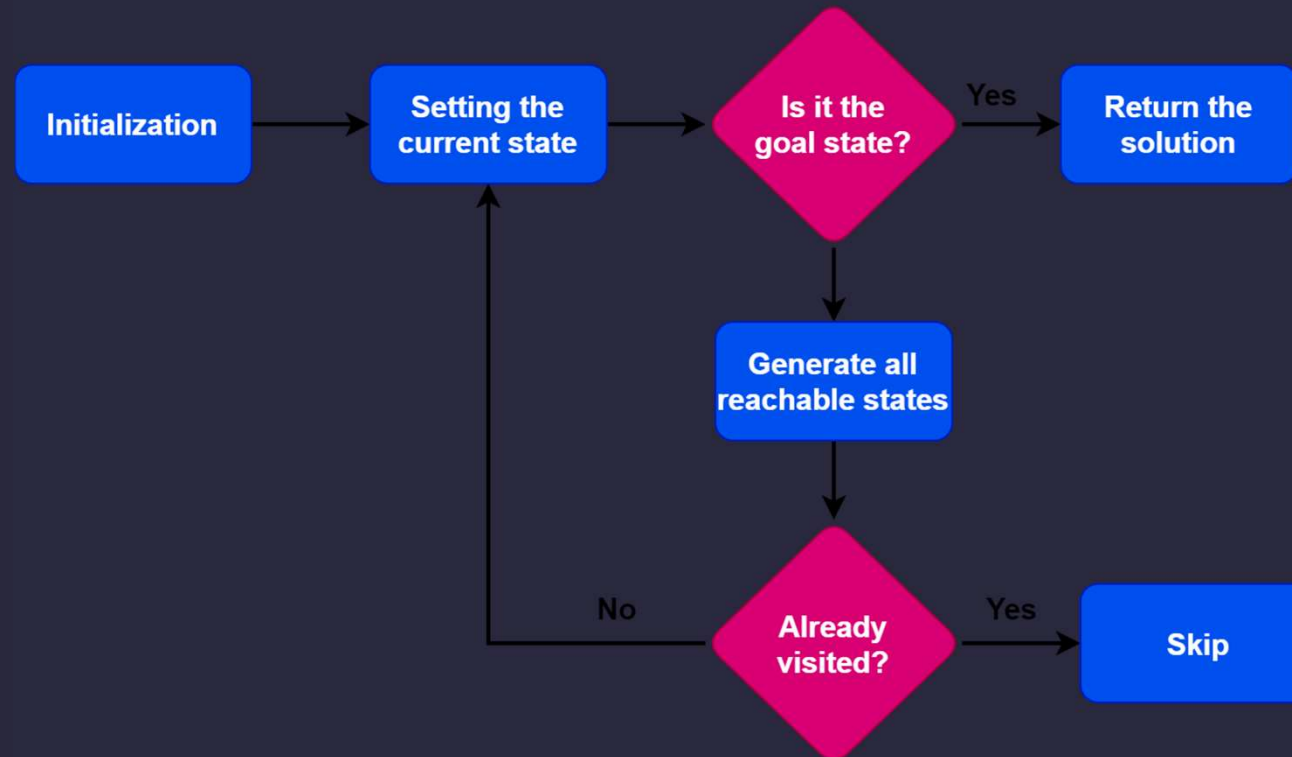 Initialization
Setting the
current state
Is it the
goal state?
Yes
Return the
solution
Generate all
reachable states
No
Already
visited?
Yes
Skip